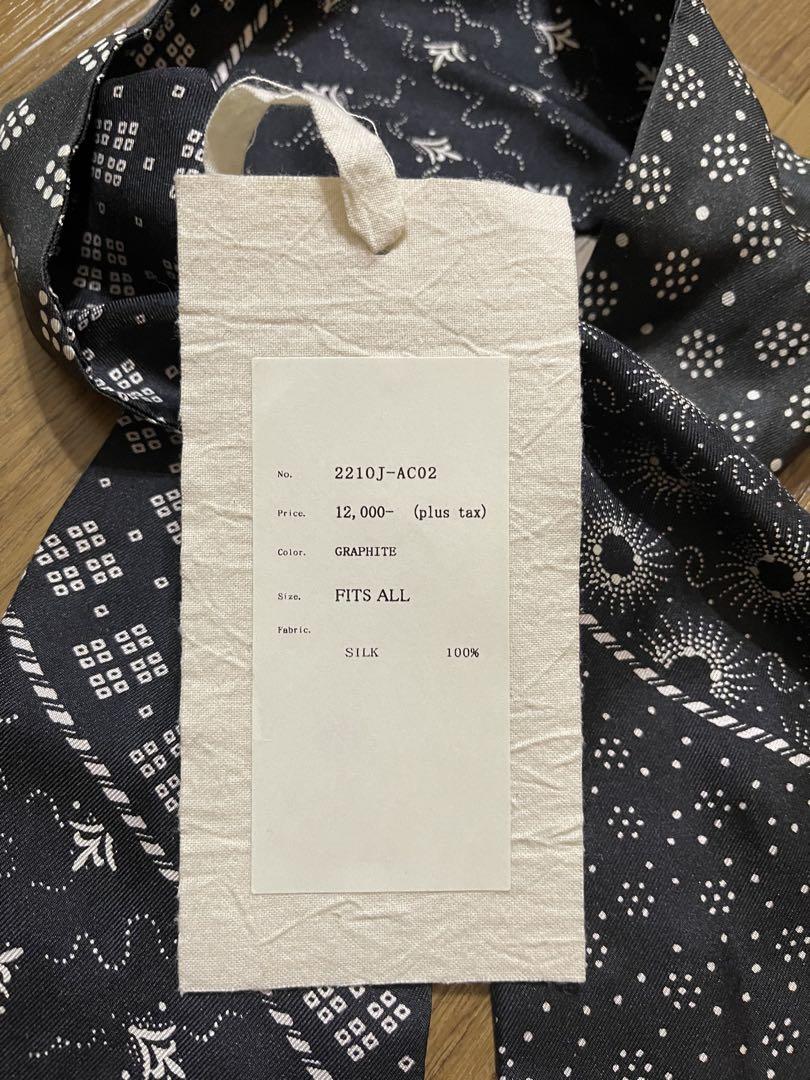 No. 2210J-AC02
Price. 12,000- (plus tax)
Color. GRAPHITE
Size. FITS ALL
Fabric.
SILK 100%